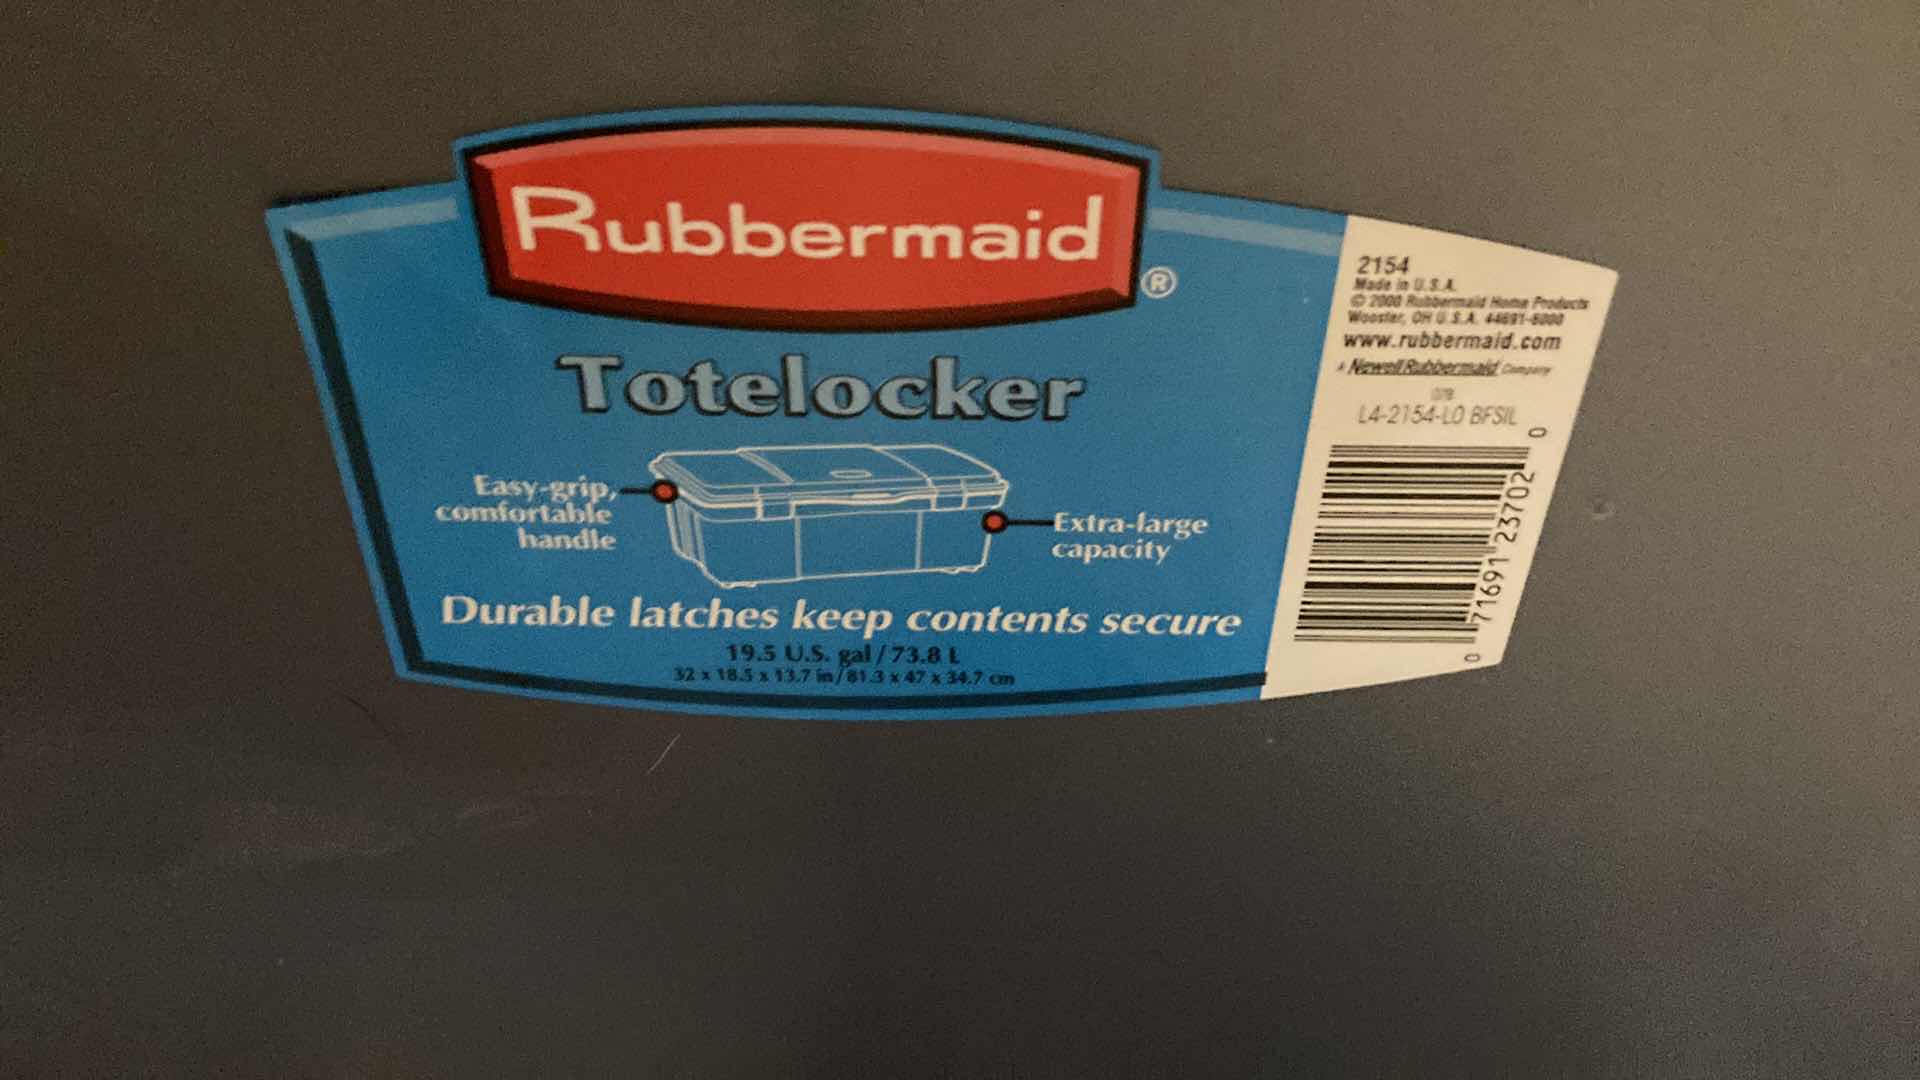 Rubbermaid
®
Totelocker
Easy-grip,
comfortable
handle
Extra-large
capacity
Durable latches keep contents secure
19.5 U.S. gal / 73.8 L
32 x 18.5 x 13.7 in / 81.3 x 47 x 34.7 cm
2154
Made in U.S.A.
© 2000 Rubbermaid Home Products
Wooster, OH U.S.A. 44691-6000
www.rubbermaid.com
A Newell Rubbermaid Company
L4-2154-L0 BFSIL
0 71691 23702 0